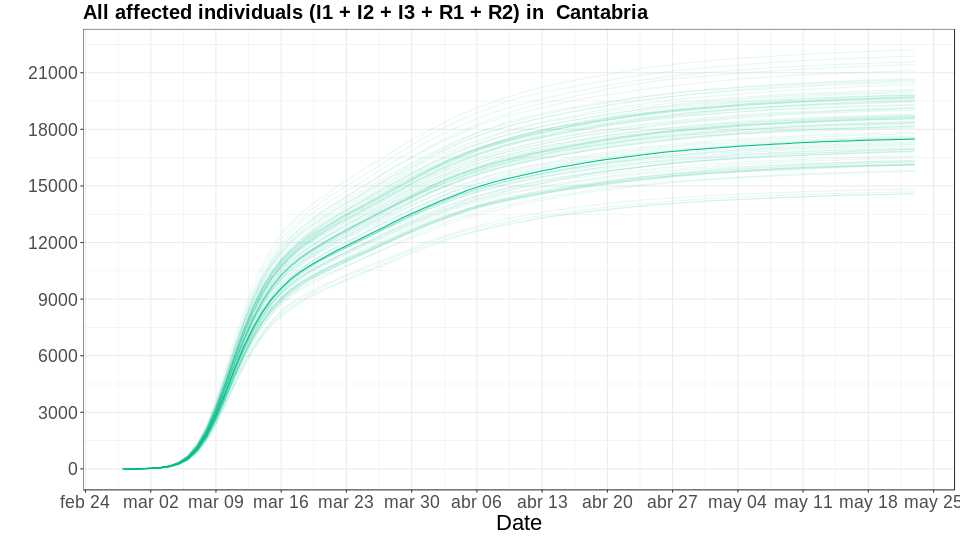 All affected individuals (I1 + I2 + I3 + R1 + R2) in  Cantabria
21000
18000
15000
12000
9000
6000
3000
0
feb 24 mar 02 mar 09 mar 16 mar 23 mar 30 abr 06 abr 13 abr 20 abr 27 may 04 may 11 may 18 may 25
Date